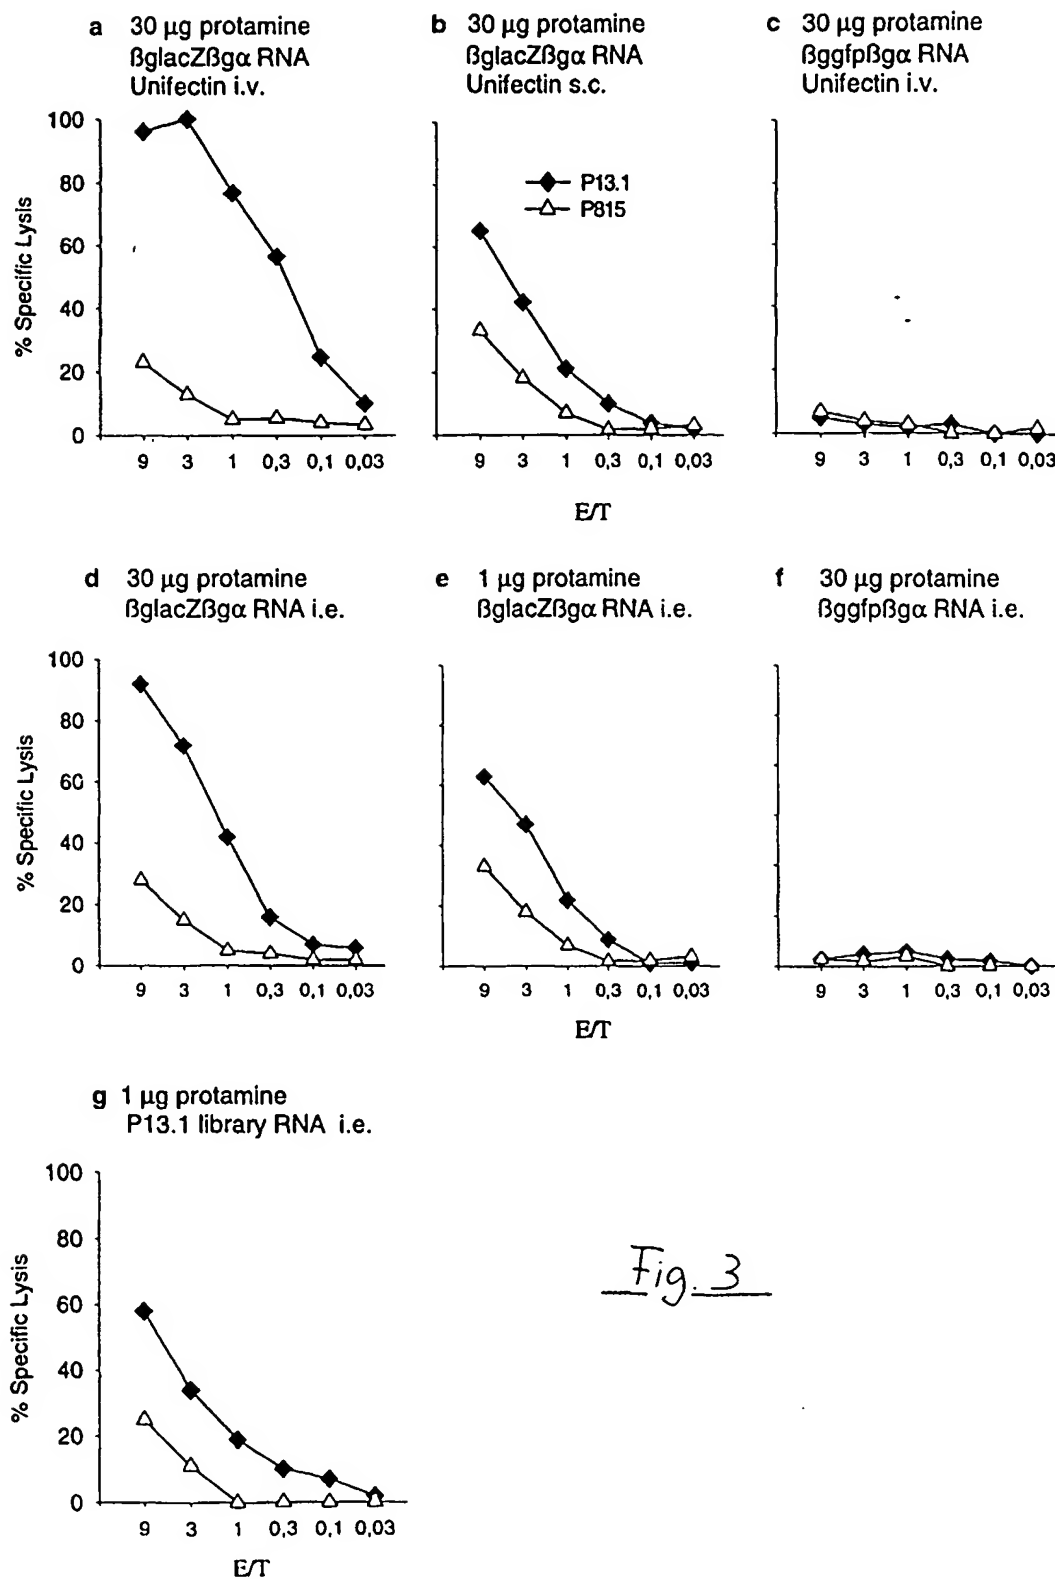 a 30 µg protamine
ßglacZßgα RNA
Unifectin i.v.
b 30 µg protamine
ßglacZßgα RNA
Unifectin s.c.
c 30 µg protamine
ßggfpßgα RNA
Unifectin i.v.
% Specific Lysis
100
80
60
40
20
0
9 3 1 0,3 0,1 0,03
P13.1
P815
9 3 1 0,3 0,1 0,03
E/T
9 3 1 0,3 0,1 0,03
d 30 µg protamine
ßglacZßgα RNA i.e.
e 1 µg protamine
ßglacZßgα RNA i.e.
f 30 µg protamine
ßggfpßgα RNA i.e.
% Specific Lysis
100
80
60
40
20
0
9 3 1 0,3 0,1 0,03
9 3 1 0,3 0,1 0,03
E/T
9 3 1 0,3 0,1 0,03
g 1 µg protamine
P13.1 library RNA i.e.
% Specific Lysis
100
80
60
40
20
0
9 3 1 0,3 0,1 0,03
E/T
Fig. 3